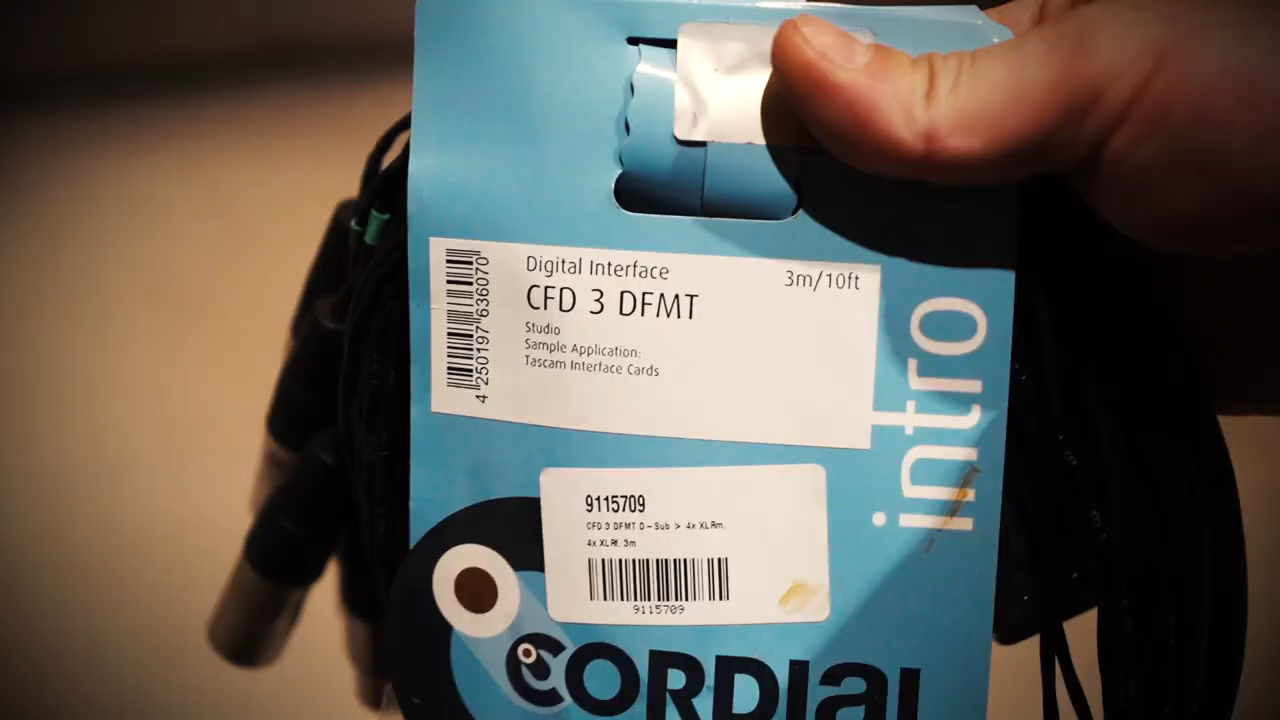 Digital Interface
3m/10ft
CFD 3 DFMT
Studio
Sample Application:
Tascam Interface Cards
4 250197 636070
intro
9115709
CFD 3 DFMT D-Sub > 4x XLRm,
4x XLRf, 3m
9115709
CORDIAL